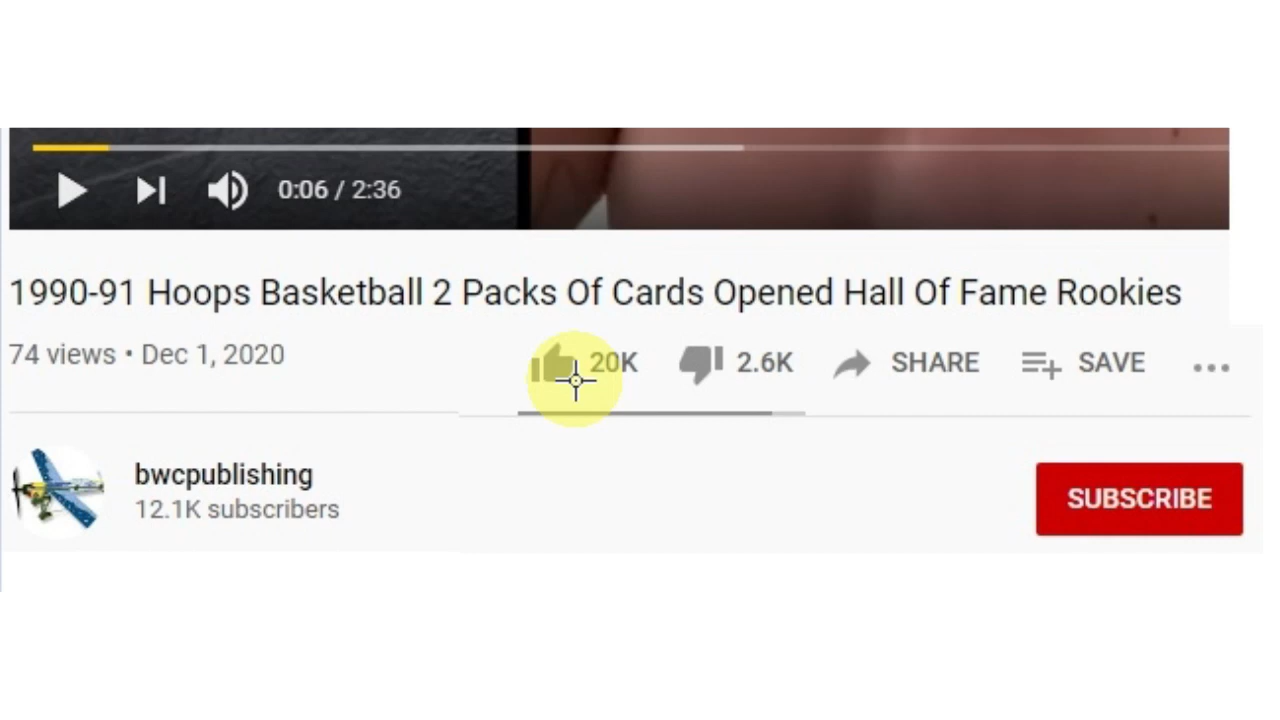 0:06 / 2:36
1990-91 Hoops Basketball 2 Packs Of Cards Opened Hall Of Fame Rookies
74 views • Dec 1, 2020
20K 2.6K SHARE SAVE
bwcpublishing
12.1K subscribers
SUBSCRIBE